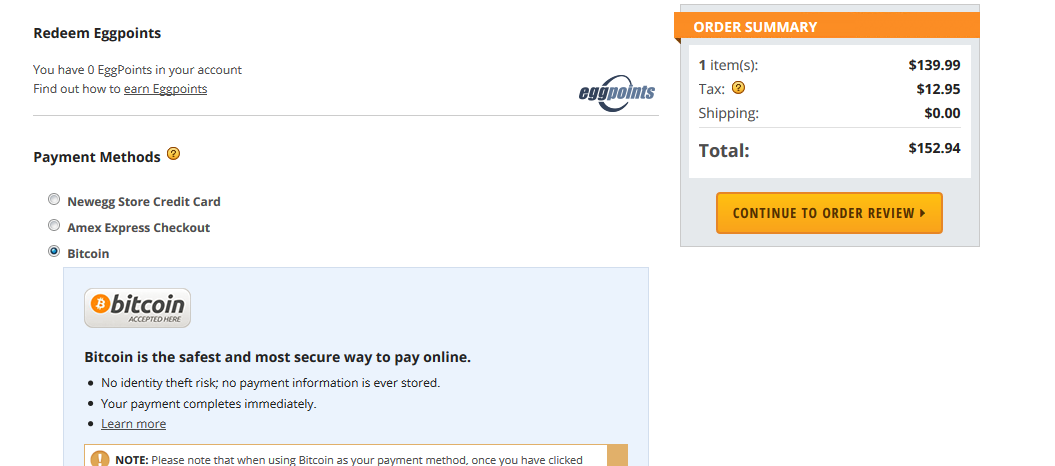 Redeem Eggpoints
You have 0 EggPoints in your account
Find out how to earn Eggpoints
eggpoints
Payment Methods ?
Newegg Store Credit Card
Amex Express Checkout
Bitcoin
bitcoin
ACCEPTED HERE
Bitcoin is the safest and most secure way to pay online.
• No identity theft risk; no payment information is ever stored.
• Your payment completes immediately.
• Learn more
! NOTE: Please note that when using Bitcoin as your payment method, once you have clicked
ORDER SUMMARY
1 item(s): $139.99
Tax: ? $12.95
Shipping: $0.00
Total: $152.94
CONTINUE TO ORDER REVIEW